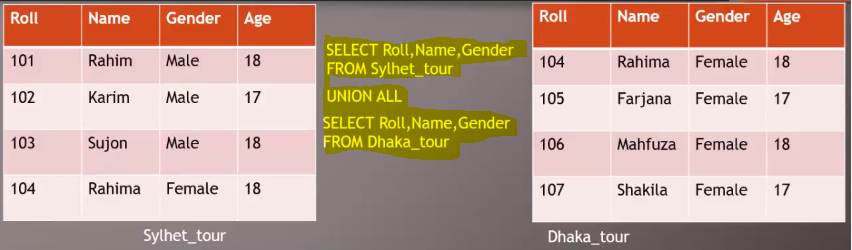 Roll Name Gender Age
101 Rahim Male 18
102 Karim Male 17
103 Sujon Male 18
104 Rahima Female 18
Sylhet_tour
SELECT Roll,Name,Gender
FROM Sylhet_tour
UNION ALL
SELECT Roll,Name,Gender
FROM Dhaka_tour
Roll Name Gender Age
104 Rahima Female 18
105 Farjana Female 17
106 Mahfuza Female 18
107 Shakila Female 17
Dhaka_tour